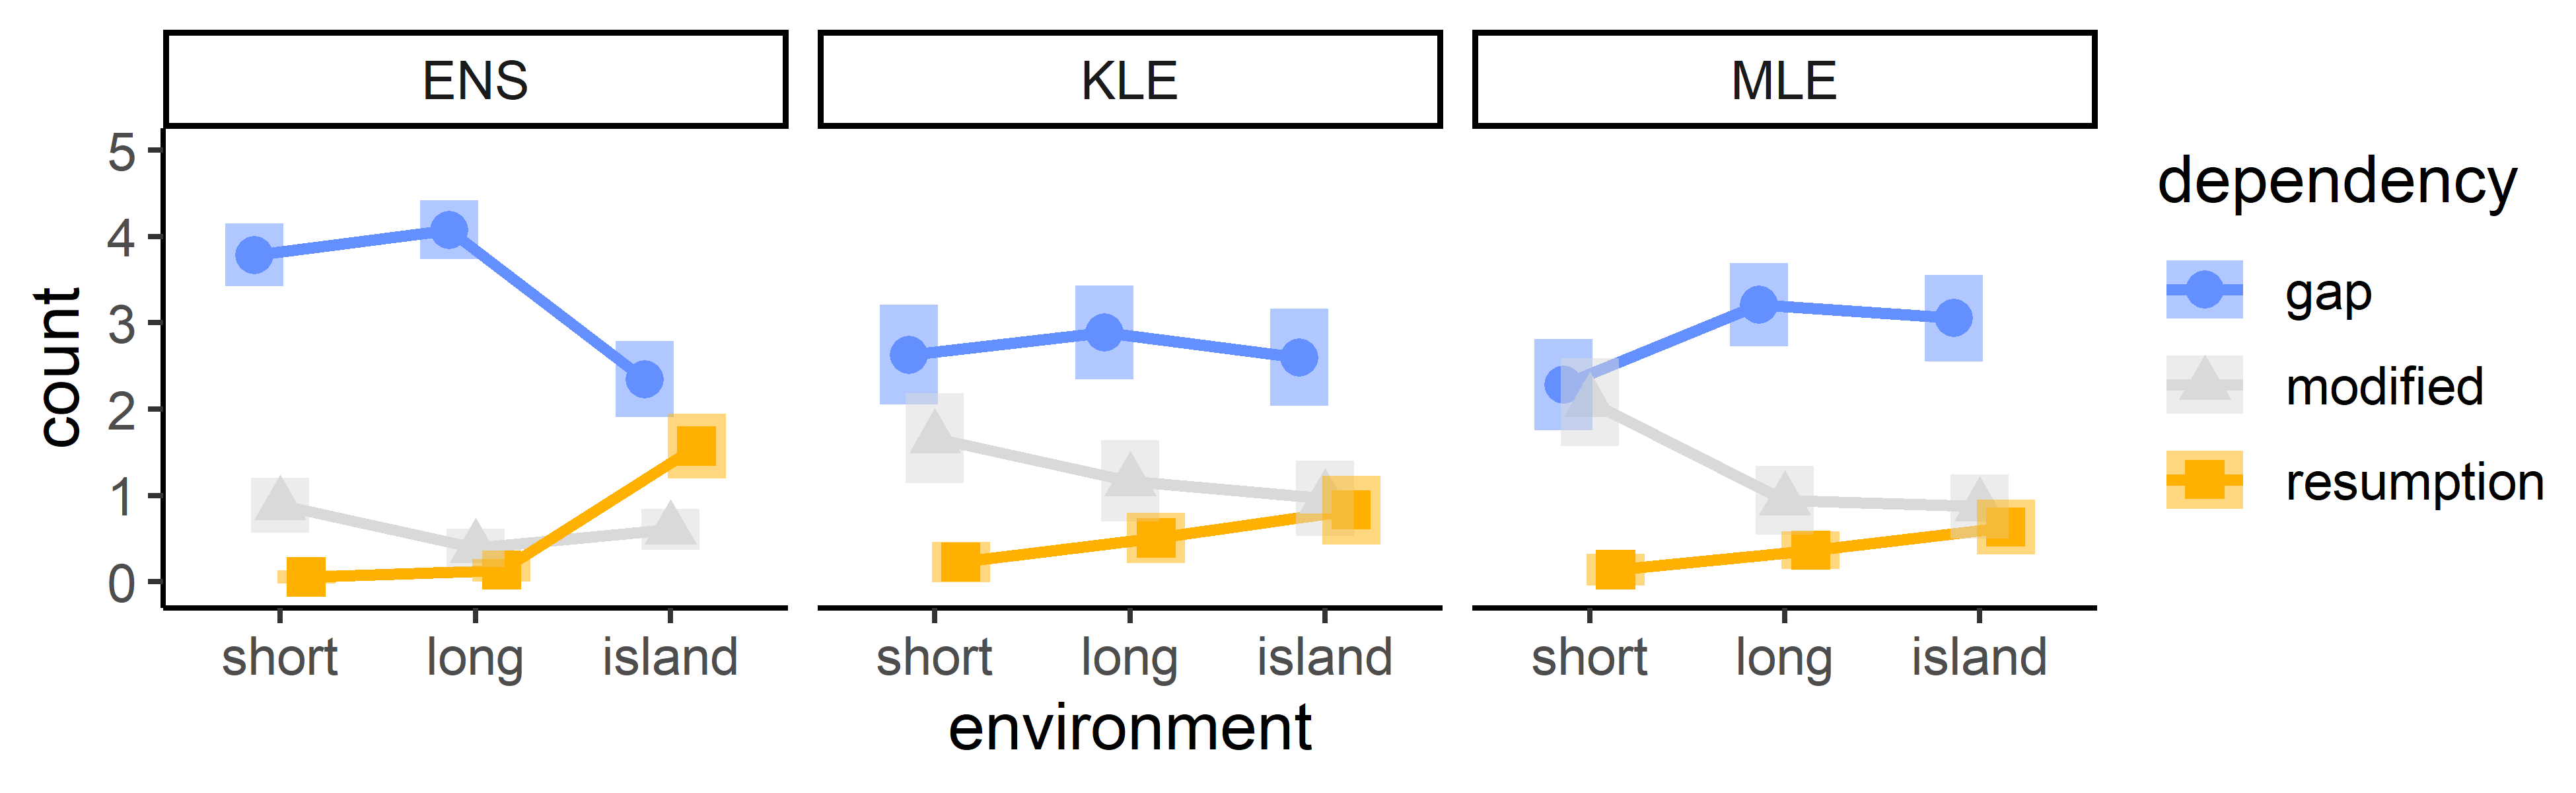 ENS KLE MLE
5
4
3
2
1
0
count
short long island short long island short long island
environment
dependency
gap
modified
resumption